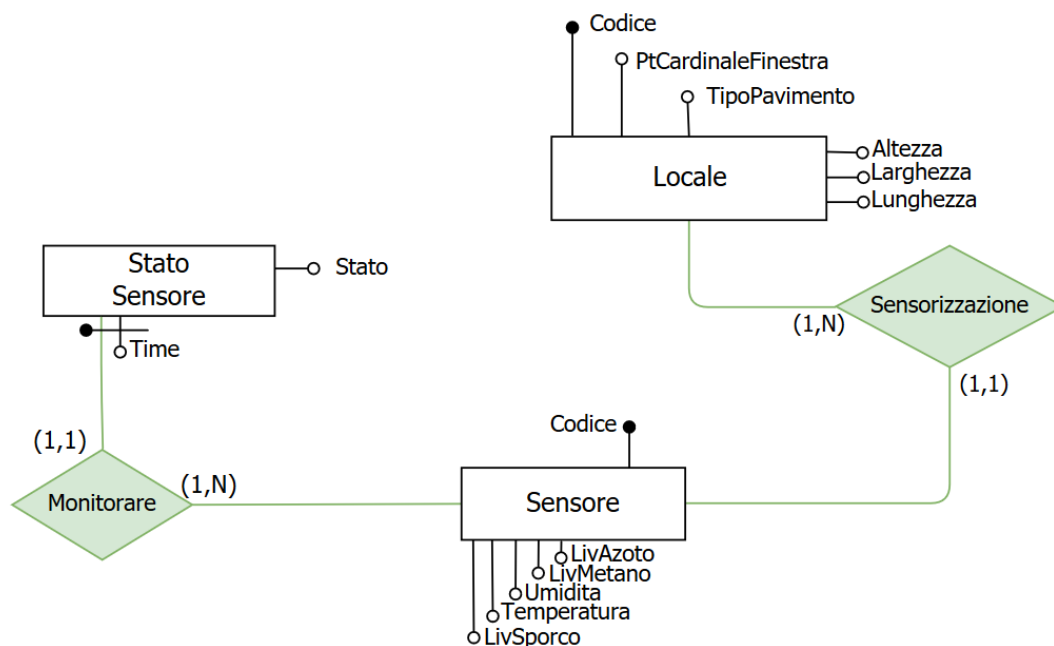 Codice
PtCardinaleFinestra
TipoPavimento
Locale
Altezza
Larghezza
Lunghezza
Stato
Sensore
Stato
Time
Sensorizzazione
(1,N)
(1,1)
(1,1)
Monitorare
(1,N)
Codice
Sensore
LivAzoto
LivMetano
Umidita
Temperatura
LivSporco